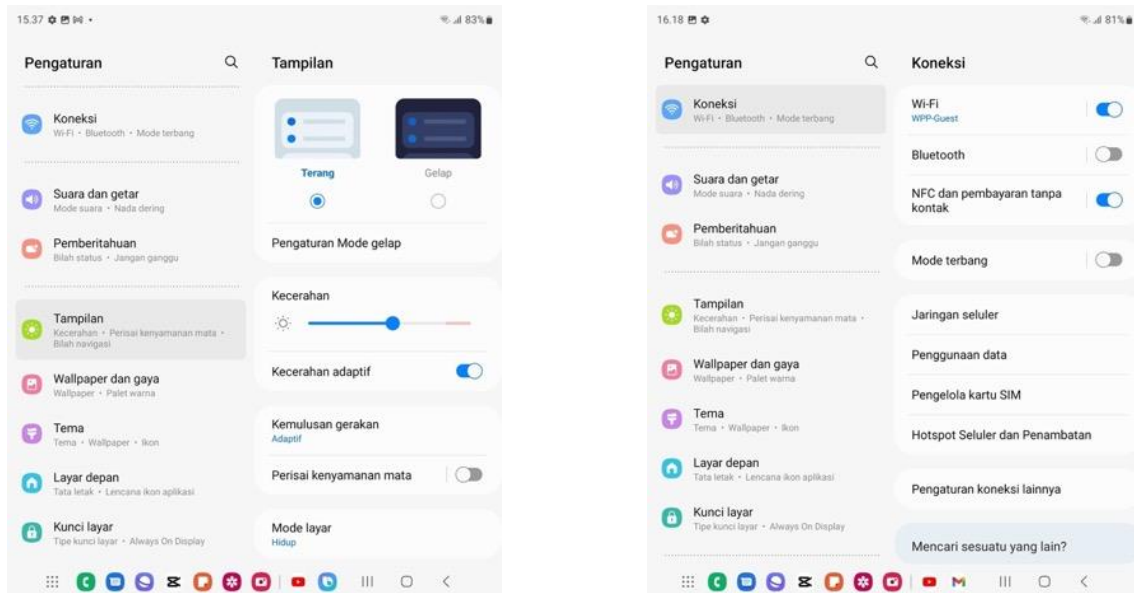 15.37
83%
Pengaturan
Koneksi
Wi-Fi • Bluetooth • Mode terbang
Suara dan getar
Mode suara • Nada dering
Pemberitahuan
Bilah status • Jangan ganggu
Tampilan
Kecerahan • Perisai kenyamanan mata •
Bilah navigasi
Wallpaper dan gaya
Wallpaper • Palet warna
Tema
Tema • Wallpaper • Ikon
Layar depan
Tata letak • Lencana ikon aplikasi
Kunci layar
Tipe kunci layar • Always On Display
Tampilan
Terang
Gelap
Pengaturan Mode gelap
Kecerahan
Kecerahan adaptif
Kemulusan gerakan
Adaptif
Perisai kenyamanan mata
Mode layar
Hidup
16.18
81%
Pengaturan
Koneksi
Wi-Fi • Bluetooth • Mode terbang
Suara dan getar
Mode suara • Nada dering
Pemberitahuan
Bilah status • Jangan ganggu
Tampilan
Kecerahan • Perisai kenyamanan mata •
Bilah navigasi
Wallpaper dan gaya
Wallpaper • Palet warna
Tema
Tema • Wallpaper • Ikon
Layar depan
Tata letak • Lencana ikon aplikasi
Kunci layar
Tipe kunci layar • Always On Display
Koneksi
Wi-Fi
WPP-Guest
Bluetooth
NFC dan pembayaran tanpa
kontak
Mode terbang
Jaringan seluler
Penggunaan data
Pengelola kartu SIM
Hotspot Seluler dan Penambatan
Pengaturan koneksi lainnya
Mencari sesuatu yang lain?